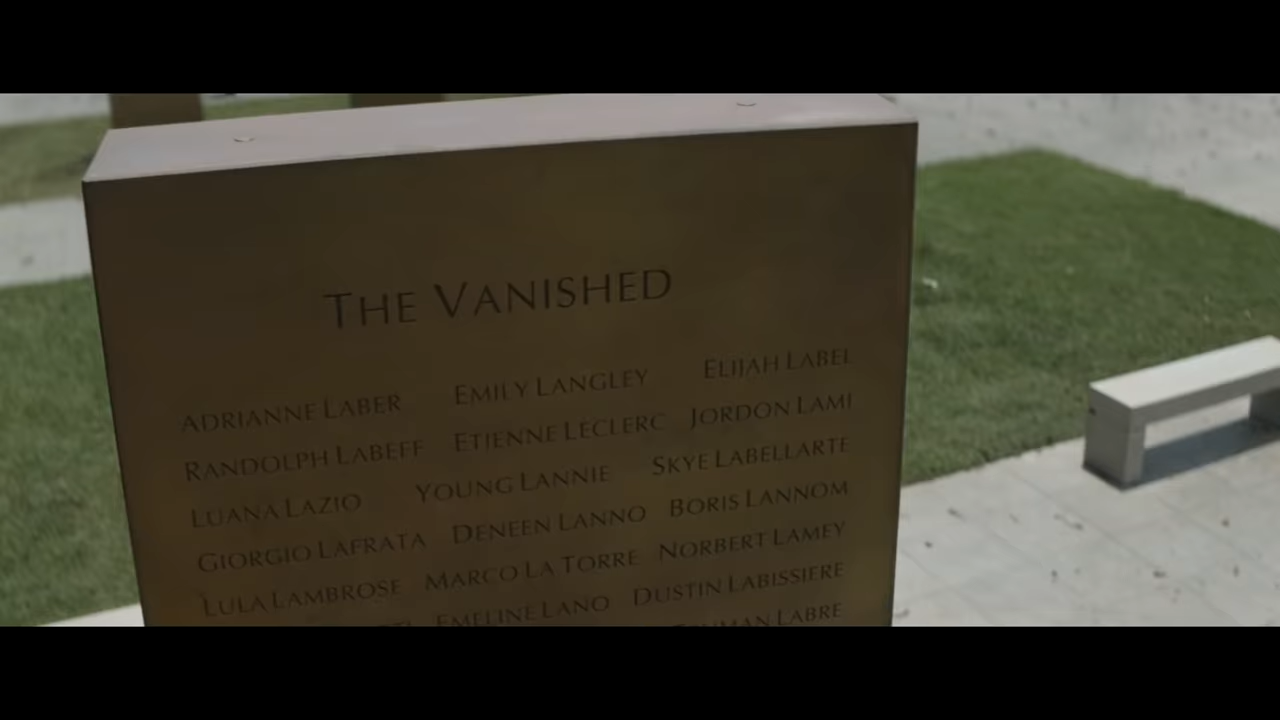 THE VANISHED
ADRIANNE LABER EMILY LANGLEY ELIJAH LABEL
RANDOLPH LABEFF ETIENNE LECLERC JORDON LAMI
LUANA LAZIO YOUNG LANNIE SKYE LABELLARTE
GIORGIO LAFRATA DENEEN LANNO BORIS LANNOM
LULA LAMBROSE MARCO LA TORRE NORBERT LAMEY
EMELINE LANO DUSTIN LABISSIERE
LABRE